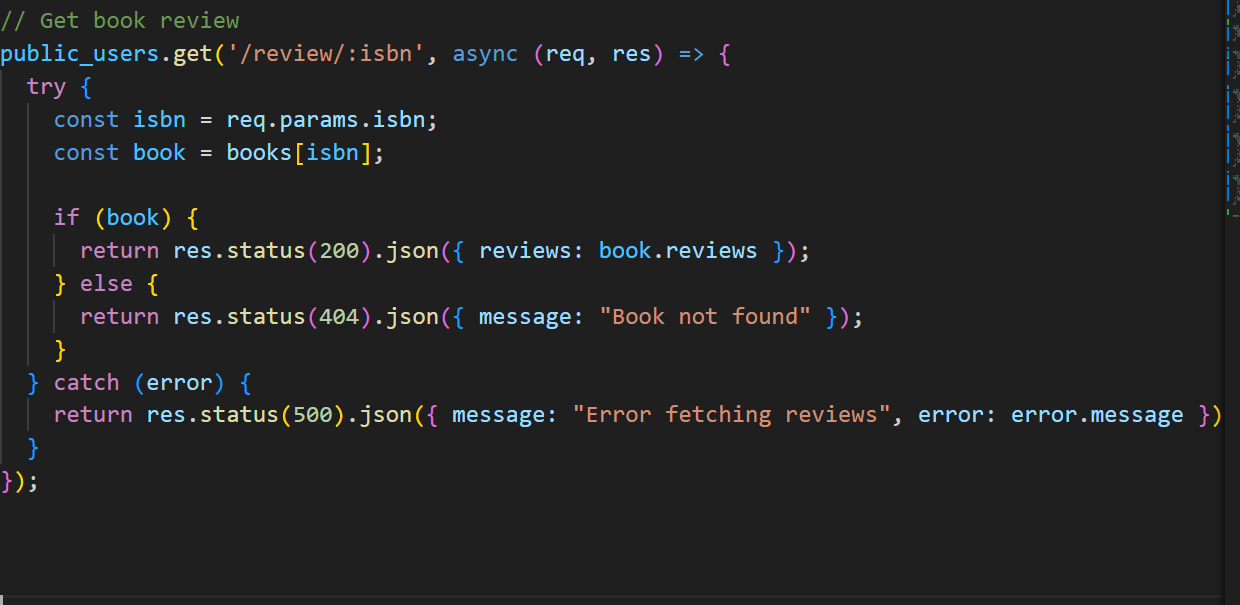 // Get book review
public_users.get('/review/:isbn', async (req, res) => {
  try {
    const isbn = req.params.isbn;
    const book = books[isbn];

    if (book) {
      return res.status(200).json({ reviews: book.reviews });
    } else {
      return res.status(404).json({ message: "Book not found" });
    }
  } catch (error) {
    return res.status(500).json({ message: "Error fetching reviews", error: error.message })
  }
});